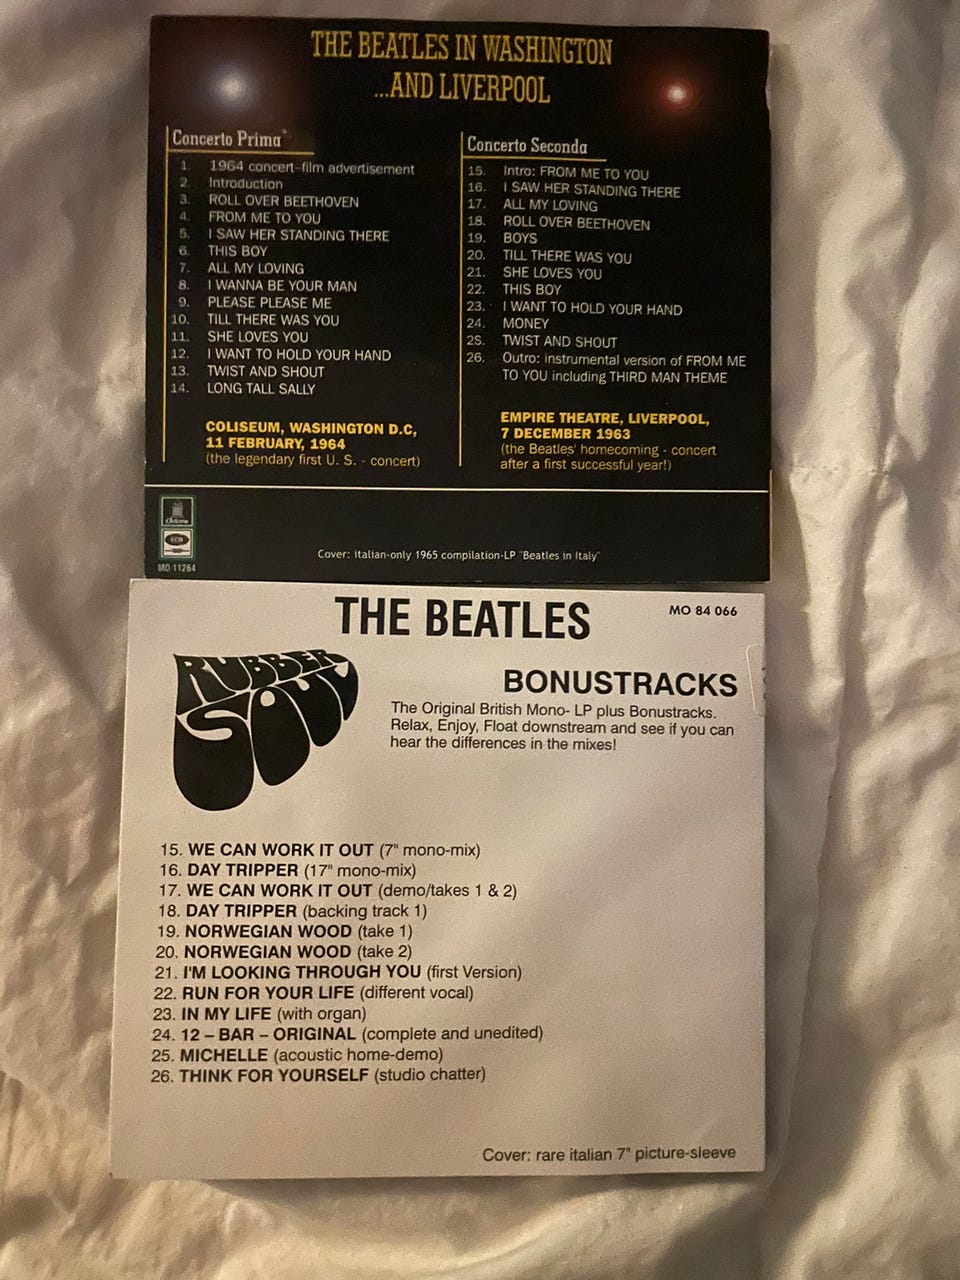 THE BEATLES IN WASHINGTON
...AND LIVERPOOL
Concerto Prima
1. 1964 concert-film advertisement
2. Introduction
3. ROLL OVER BEETHOVEN
4. FROM ME TO YOU
5. I SAW HER STANDING THERE
6. THIS BOY
7. ALL MY LOVING
8. I WANNA BE YOUR MAN
9. PLEASE PLEASE ME
10. TILL THERE WAS YOU
11. SHE LOVES YOU
12. I WANT TO HOLD YOUR HAND
13. TWIST AND SHOUT
14. LONG TALL SALLY
COLISEUM, WASHINGTON D.C,
11 FEBRUARY, 1964
(the legendary first U. S. - concert)
Concerto Seconda
15. Intro: FROM ME TO YOU
16. I SAW HER STANDING THERE
17. ALL MY LOVING
18. ROLL OVER BEETHOVEN
19. BOYS
20. TILL THERE WAS YOU
21. SHE LOVES YOU
22. THIS BOY
23. I WANT TO HOLD YOUR HAND
24. MONEY
2S. TWIST AND SHOUT
26. Outro: instrumental version of FROM ME
TO YOU including THIRD MAN THEME
EMPIRE THEATRE, LIVERPOOL,
7 DECEMBER 1963
(the Beatles' homecoming - concert
after a first successful year!)
Odeon
MO 11264
Cover: italian-only 1965 compilation-LP "Beatles in Italy"
THE BEATLES
MO 84 066
RUBBER
SOUL
BONUSTRACKS
The Original British Mono- LP plus Bonustracks.
Relax, Enjoy, Float downstream and see if you can
hear the differences in the mixes!
15. WE CAN WORK IT OUT (7" mono-mix)
16. DAY TRIPPER (17" mono-mix)
17. WE CAN WORK IT OUT (demo/takes 1 & 2)
18. DAY TRIPPER (backing track 1)
19. NORWEGIAN WOOD (take 1)
20. NORWEGIAN WOOD (take 2)
21. I'M LOOKING THROUGH YOU (first Version)
22. RUN FOR YOUR LIFE (different vocal)
23. IN MY LIFE (with organ)
24. 12 – BAR – ORIGINAL (complete and unedited)
25. MICHELLE (acoustic home-demo)
26. THINK FOR YOURSELF (studio chatter)
Cover: rare italian 7" picture-sleeve